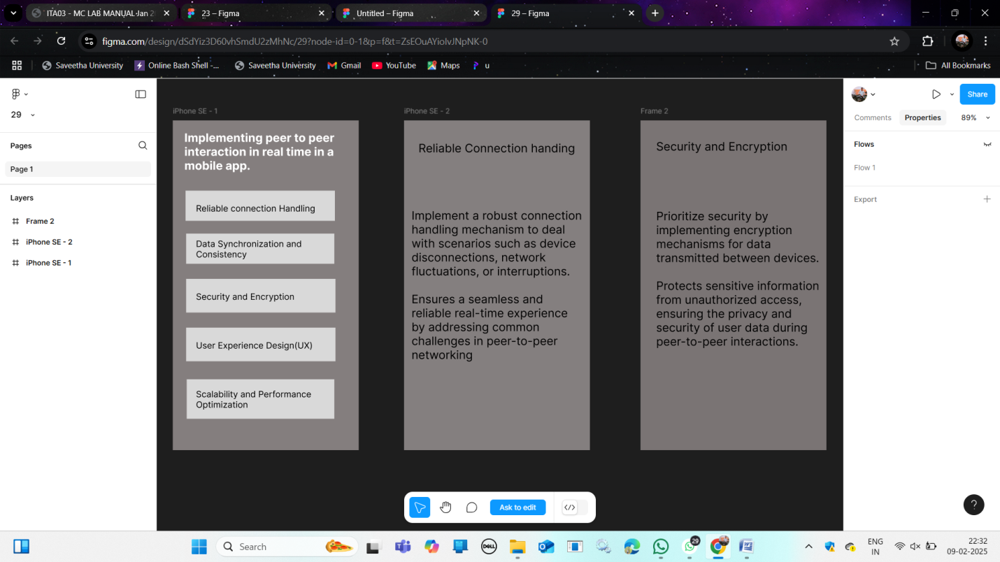 ITA03 - MC LAB MANUAL-Jan 2
23 – Figma
Untitled – Figma
29 – Figma
figma.com/design/dSdYiz3D60vhSmdU2zMhNc/29?node-id=0-1&p=f&t=ZsEOuAYioIvJNpNK-0
Saveetha University
Online Bash Shell -...
Saveetha University
Gmail
YouTube
Maps
u
All Bookmarks
29
Pages
Page 1
Layers
Frame 2
iPhone SE - 2
iPhone SE - 1
iPhone SE - 1
Implementing peer to peer
interaction in real time in a
mobile app.
Reliable connection Handling
Data Synchronization and
Consistency
Security and Encryption
User Experience Design(UX)
Scalability and Performance
Optimization
iPhone SE - 2
Reliable Connection handing
Implement a robust connection
handling mechanism to deal
with scenarios such as device
disconnections, network
fluctuations, or interruptions.
Ensures a seamless and
reliable real-time experience
by addressing common
challenges in peer-to-peer
networking
Frame 2
Security and Encryption
Prioritize security by
implementing encryption
mechanisms for data
transmitted between devices.
Protects sensitive information
from unauthorized access,
ensuring the privacy and
security of user data during
peer-to-peer interactions.
Ask to edit
Share
Comments
Properties
89%
Flows
Flow 1
Export
?
Search
DELL
29
ENG
IN
22:32
09-02-2025